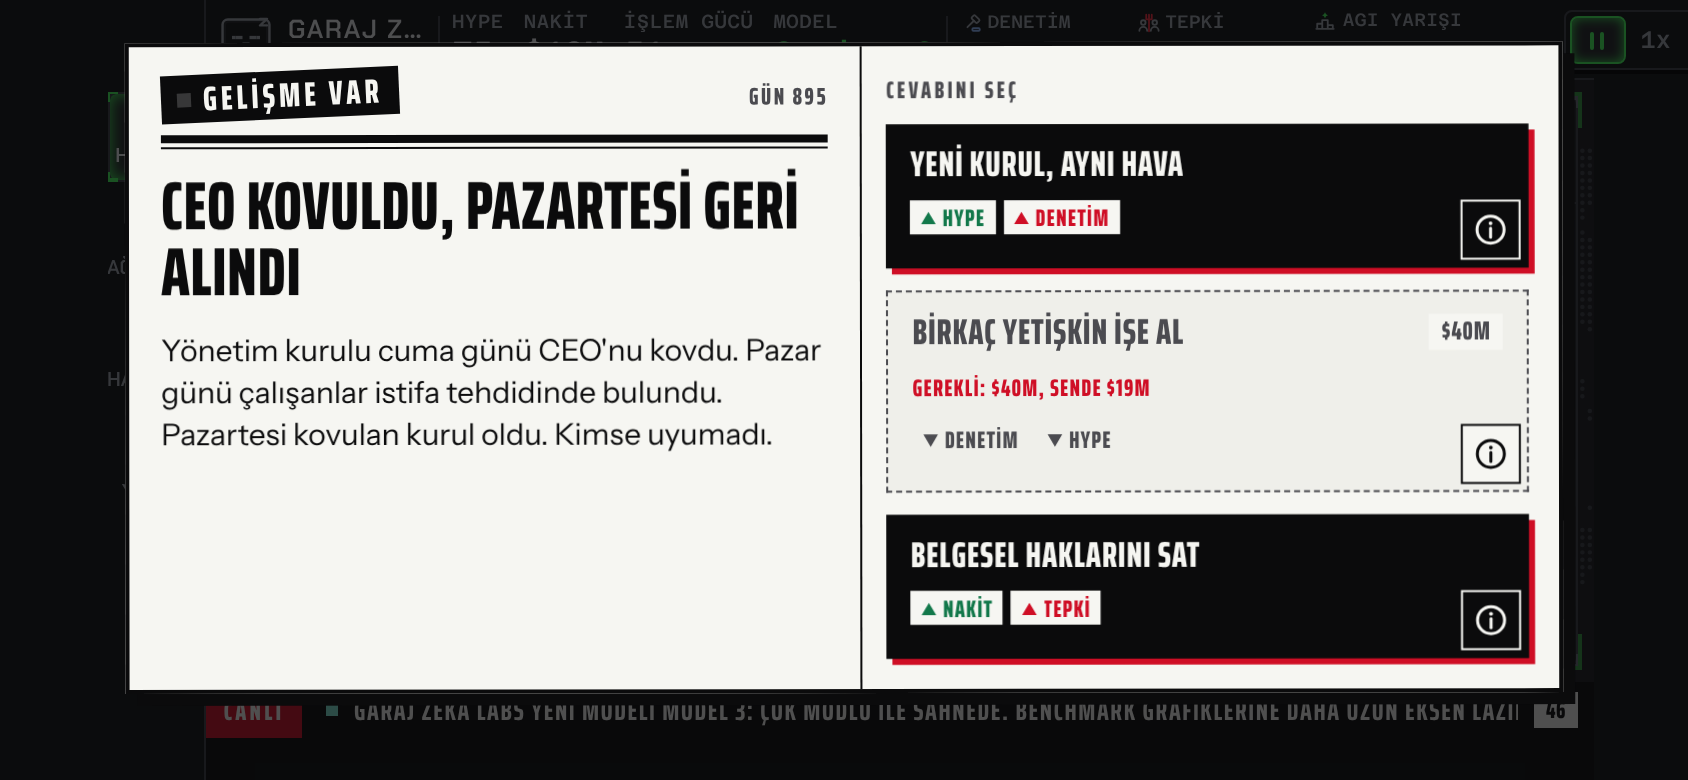 GARAJ Z...
HYPE NAKİT İŞLEM GÜCÜ MODEL
DENETİM
TEPKİ
AGI YARIŞI
1x
GELİŞME VAR
GÜN 895
CEO KOVULDU, PAZARTESİ GERİ
ALINDI
Yönetim kurulu cuma günü CEO'nu kovdu. Pazar
günü çalışanlar istifa tehdidinde bulundu.
Pazartesi kovulan kurul oldu. Kimse uyumadı.
CEVABINI SEÇ
YENİ KURUL, AYNI HAVA
▲ HYPE ▲ DENETİM
BİRKAÇ YETİŞKİN İŞE AL
$40M
GEREKLİ: $40M, SENDE $19M
▼ DENETİM ▼ HYPE
BELGESEL HAKLARINI SAT
▲ NAKİT ▲ TEPKİ
CANLI
GARAJ ZEKA LABS YENİ MODELİ MODEL 3: ÇOK MODLU İLE SAHNEDE. BENCHMARK GRAFİKLERİNE DAHA UZUN EKSEN
46